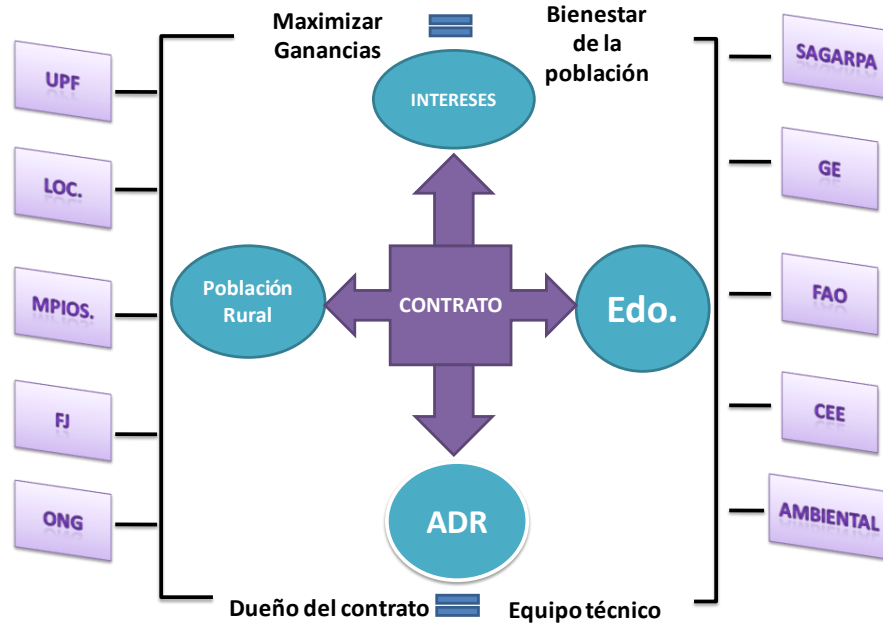 Maximizar
Ganancias
Bienestar
de la
población
UPF
LOC.
MPIOS.
FJ
ONG
INTERESES
Población
Rural
CONTRATO
Edo.
ADR
SAGARPA
GE
FAO
CEE
AMBIENTAL
Dueño del contrato
Equipo técnico